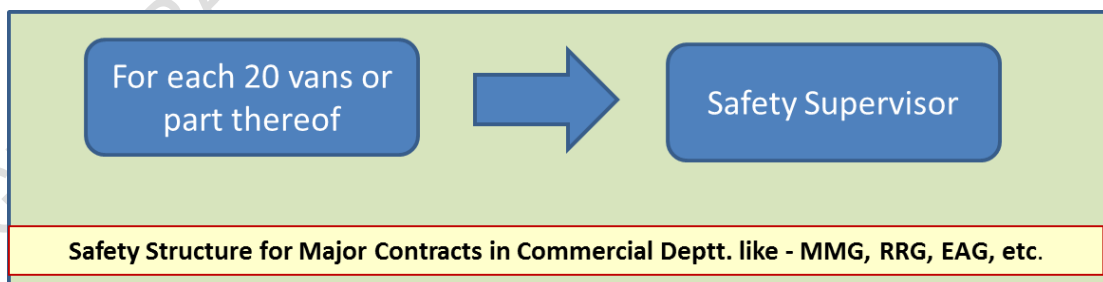 For each 20 vans or
part thereof
Safety Supervisor
Safety Structure for Major Contracts in Commercial Deptt. like - MMG, RRG, EAG, etc.